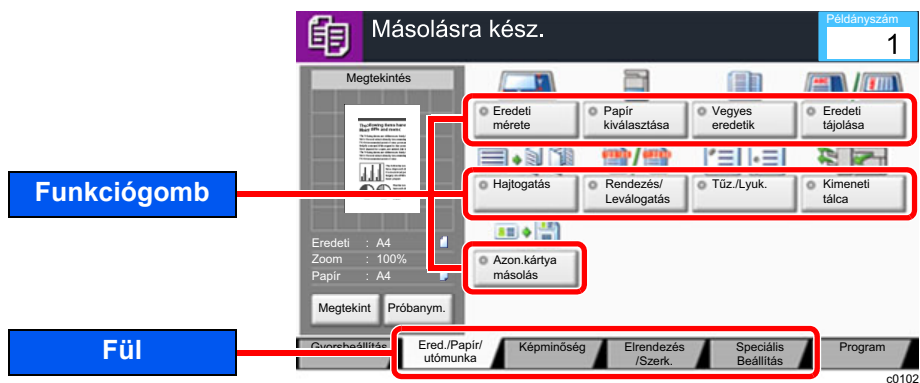 Másolásra kész.
Példányszám
1
Megtekintés
Eredeti
mérete
Papír
kiválasztása
Vegyes
eredetik
Eredeti
tájolása
Funkciógomb
Hajtogatás
Rendezés/
Leválogatás
Tűz./Lyuk.
Kimeneti
tálca
Azon.kártya
másolás
Eredeti : A4
Zoom : 100%
Papír : A4
Megtekint
Próbanym.
Fül
Gyorsbeállítás
Ered./Papír/
utómunka
Képminőség
Elrendezés
/Szerk.
Speciális
Beállítás
Program
c0102